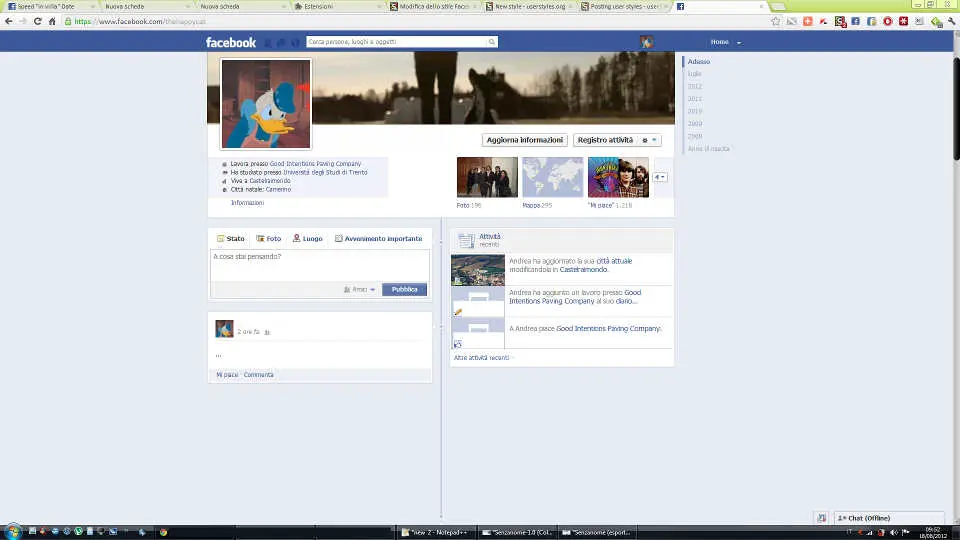 Speed "in virila" Date
Nuova scheda
Nuova scheda
Estensioni
Modifica dello stile Faceb
New style - userstyles.org
Posting user styles - user
https://www.facebook.com/thehappycat
facebook
Cerca persone, luoghi e oggetti
Home
Adesso
luglio
2012
2011
2010
2009
2008
Anno di nascita
Aggiorna informazioni
Registro attività
Lavora presso Good Intentions Paving Company
Ha studiato presso Università degli Studi di Trento
Vive a Castelraimondo
Città natale: Camerino
Informazioni
Foto 196
Mappa 295
"Mi piace" 1.218
4
Stato
Foto
Luogo
Avvenimento importante
A cosa stai pensando?
Amici
Pubblica
2 ore fa
...
Mi piace · Commenta
Attività
recenti
Andrea ha aggiornato la sua città attuale
modificandola in Castelraimondo.
Andrea ha aggiunto un lavoro presso Good
Intentions Paving Company al suo diario...
A Andrea piace Good Intentions Paving Company.
Altre attività recenti
Chat (Offline)
*new 2 - Notepad++
*Senzanome-1.0 (Col...
*Senzanome (esport...
IT
09:52
18/08/2012